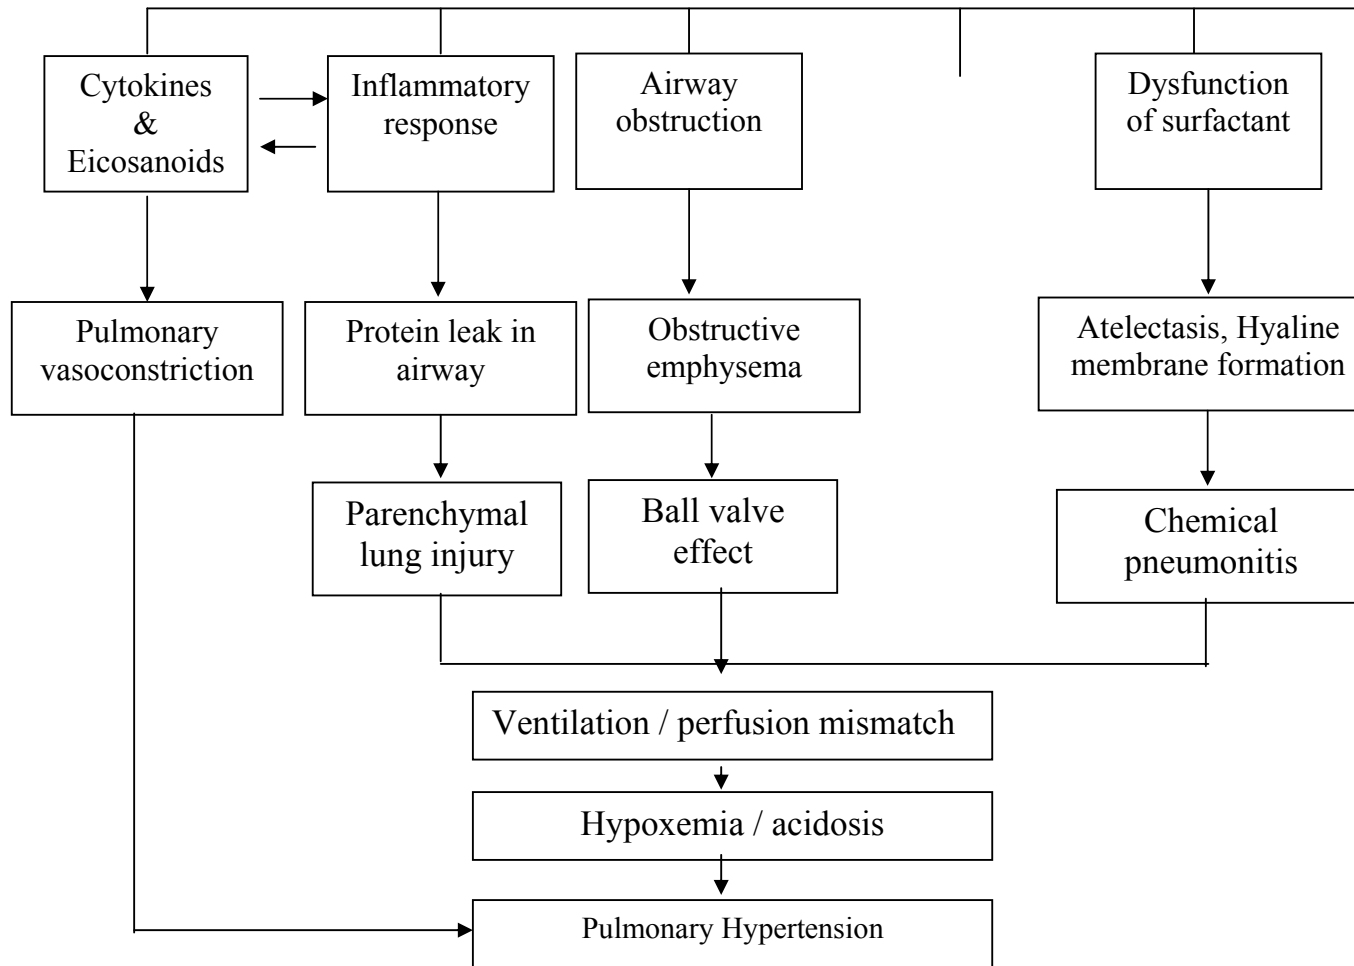 Cytokines
&
Eicosanoids
Inflammatory
response
Airway
obstruction
Dysfunction
of surfactant
Pulmonary
vasoconstriction
Protein leak in
airway
Obstructive
emphysema
Atelectasis, Hyaline
membrane formation
Parenchymal
lung injury
Ball valve
effect
Chemical
pneumonitis
Ventilation / perfusion mismatch
Hypoxemia / acidosis
Pulmonary Hypertension